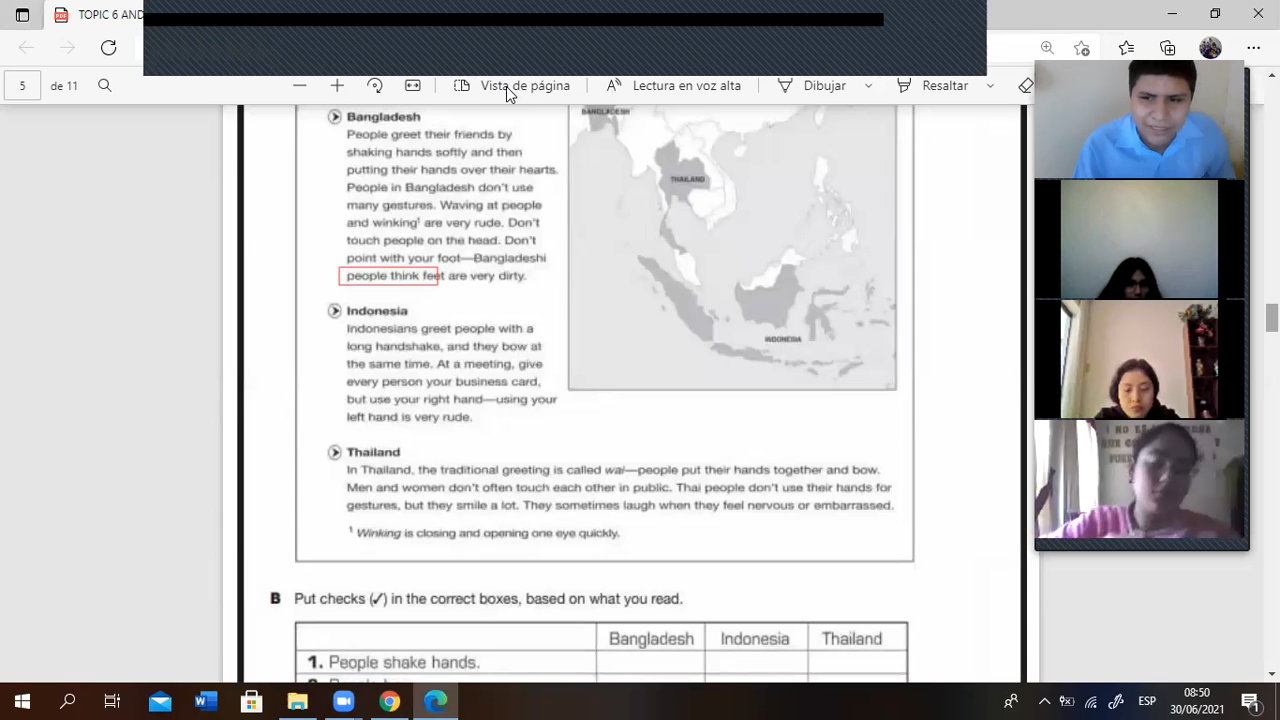 TOPIC 6 AND
5 de 11
Vista de página
Lectura en voz alta
Dibujar
Resaltar
Bangladesh
People greet their friends by
shaking hands softly and then
putting their hands over their hearts.
People in Bangladesh don't use
many gestures. Waving at people
and winking¹ are very rude. Don't
touch people on the head. Don't
point with your foot—Bangladeshi
people think feet are very dirty.
BANGLADESH
THAILAND
INDONESIA
Indonesia
Indonesians greet people with a
long handshake, and they bow at
the same time. At a meeting, give
every person your business card,
but use your right hand—using your
left hand is very rude.
Thailand
In Thailand, the traditional greeting is called wai—people put their hands together and bow.
Men and women don't often touch each other in public. Thai people don't use their hands for
gestures, but they smile a lot. They sometimes laugh when they feel nervous or embarrassed.
¹ Winking is closing and opening one eye quickly.
B Put checks (✓) in the correct boxes, based on what you read.
Bangladesh Indonesia Thailand
1. People shake hands.
ESP
08:50
30/06/2021